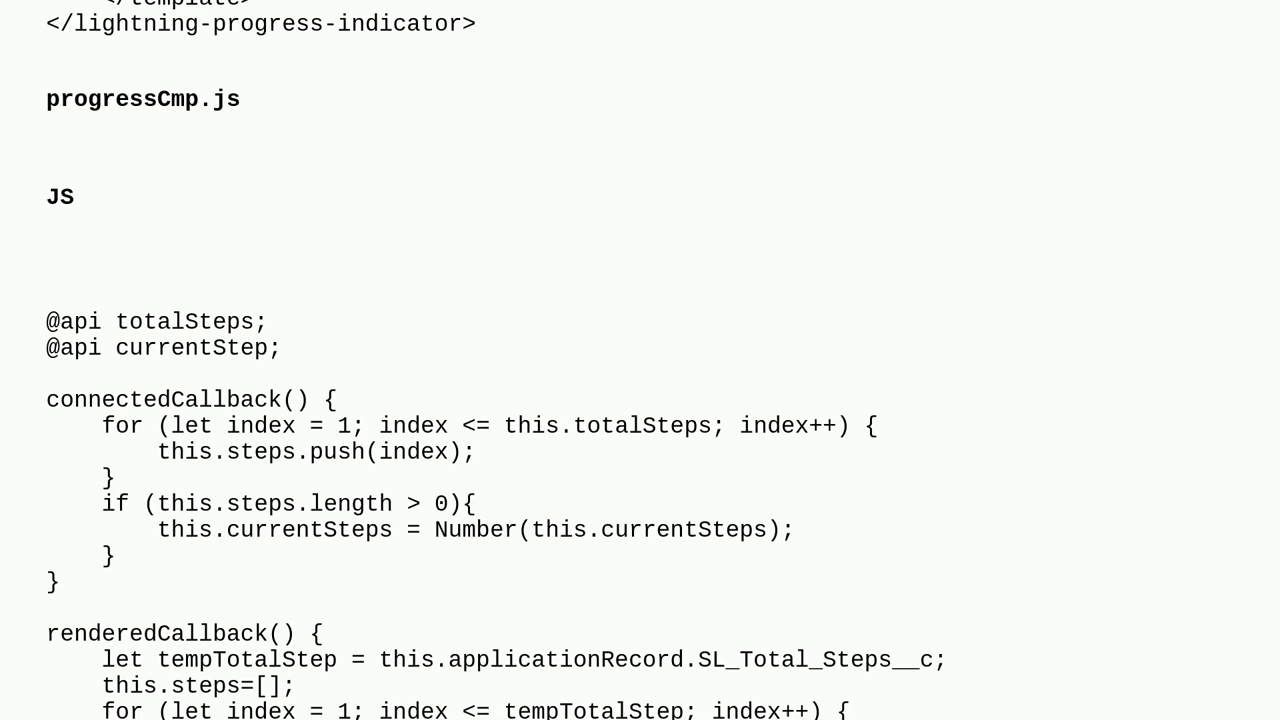 </template>
</lightning-progress-indicator>
progressCmp.js
JS
@api totalSteps;
@api currentStep;
connectedCallback() {
    for (let index = 1; index <= this.totalSteps; index++) {
        this.steps.push(index);
    }
    if (this.steps.length > 0){
        this.currentSteps = Number(this.currentSteps);
    }
}
renderedCallback() {
    let tempTotalStep = this.applicationRecord.SL_Total_Steps__c;
    this.steps=[];
    for (let index = 1; index <= tempTotalStep; index++) {